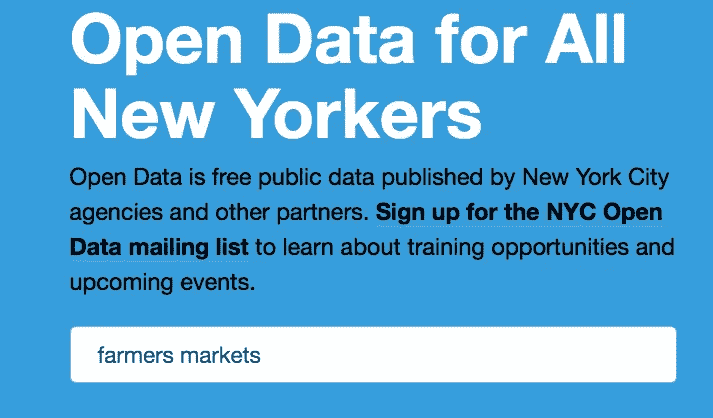 Open Data for All
New Yorkers
Open Data is free public data published by New York City
agencies and other partners. Sign up for the NYC Open
Data mailing list to learn about training opportunities and
upcoming events.
farmers markets